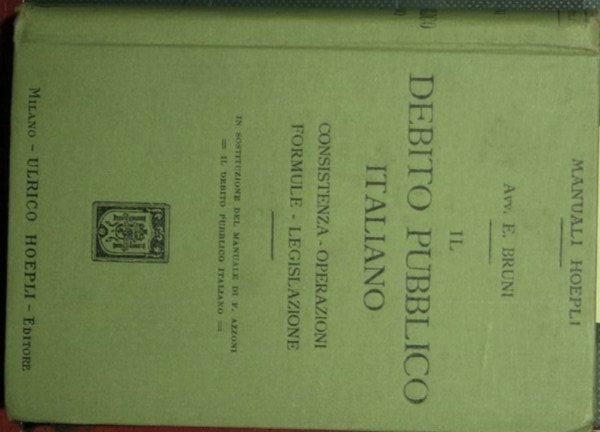 MANUALI HOEPLI
Avv. E. BRUNI
IL
DEBITO PUBBLICO
ITALIANO
CONSISTENZA - OPERAZIONI
FORMULE - LEGISLAZIONE
IN SOSTITUZIONE DEL MANUALE DI F. AZZONI
= IL DEBITO PUBBLICO ITALIANO =
MILANO - ULRICO HOEPLI - EDITORE